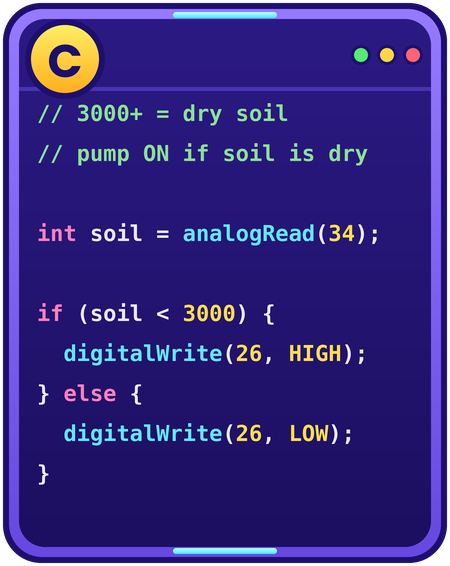 C
// 3000+ = dry soil
// pump ON if soil is dry
int soil = analogRead(34);
if (soil < 3000) {
  digitalWrite(26, HIGH);
} else {
  digitalWrite(26, LOW);
}